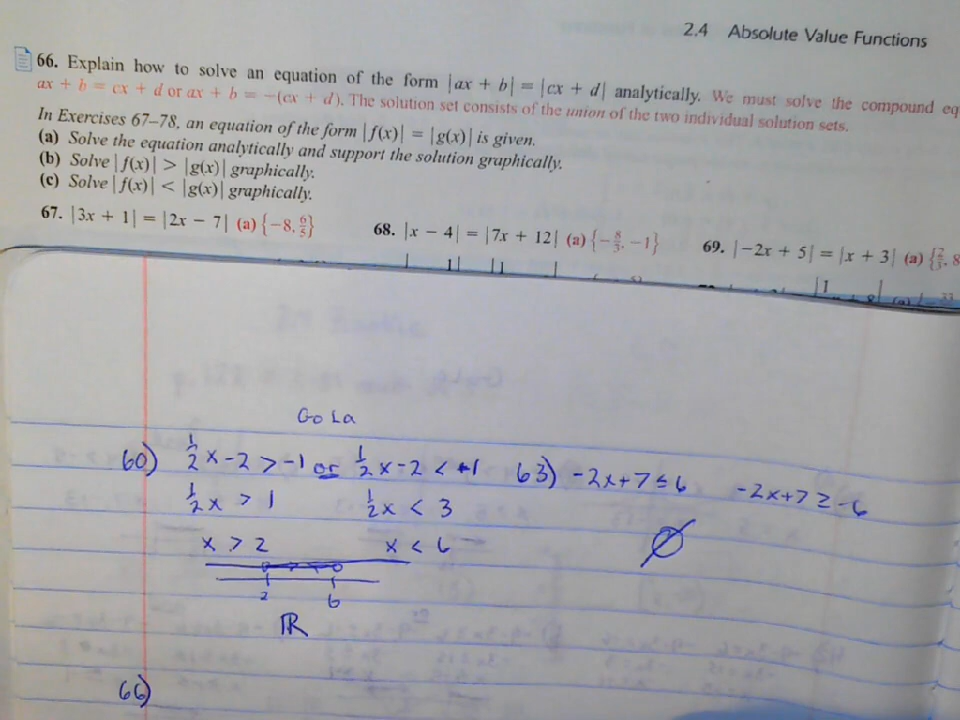 2.4 Absolute Value Functions
66. Explain how to solve an equation of the form |ax + b| = |cx + d| analytically. We must solve the compound eq
ax + b = cx + d or ax + b = −(cx + d). The solution set consists of the union of the two individual solution sets.
In Exercises 67–78, an equation of the form |f(x)| = |g(x)| is given.
(a) Solve the equation analytically and support the solution graphically.
(b) Solve |f(x)| > |g(x)| graphically.
(c) Solve |f(x)| < |g(x)| graphically.
67. |3x + 1| = |2x − 7| (a) {−8, 6/5}
68. |x − 4| = |7x + 12| (a) {−8/3, −1}
69. |−2x + 5| = |x + 3| (a) {2/3, 8
Go La
60) 1/2 x - 2 > -1 or 1/2 x - 2 < +1
1/2 x > 1 1/2 x < 3
x > 2 x < 6
2 6
ℝ
63) -2x+7 ≤ 6 -2x+7 ≥ -6
∅
66)